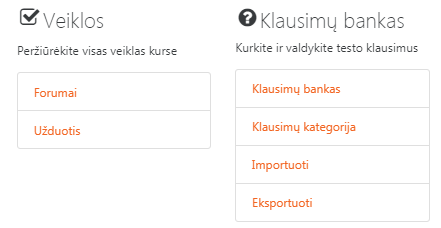 Veiklos
Peržiūrėkite visas veiklas kurse
Forumai
Užduotis
Klausimų bankas
Kurkite ir valdykite testo klausimus
Klausimų bankas
Klausimų kategorija
Importuoti
Eksportuoti